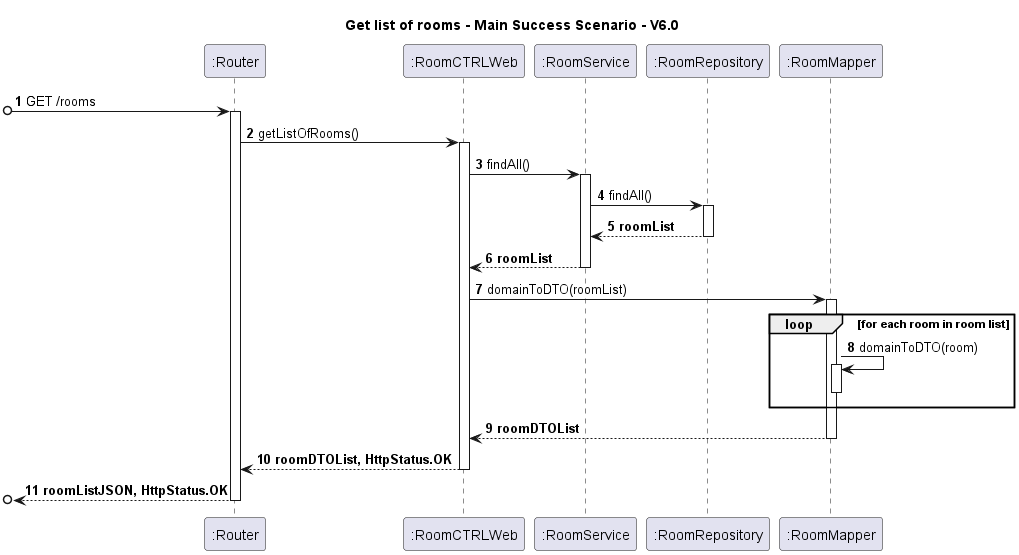 Get list of rooms - Main Success Scenario - V6.0
:Router
:RoomCTRLWeb
:RoomService
:RoomRepository
:RoomMapper
1 GET /rooms
2 getListOfRooms()
3 findAll()
4 findAll()
5 roomList
6 roomList
7 domainToDTO(roomList)
loop [for each room in room list]
8 domainToDTO(room)
9 roomDTOList
10 roomDTOList, HttpStatus.OK
11 roomListJSON, HttpStatus.OK
:Router
:RoomCTRLWeb
:RoomService
:RoomRepository
:RoomMapper